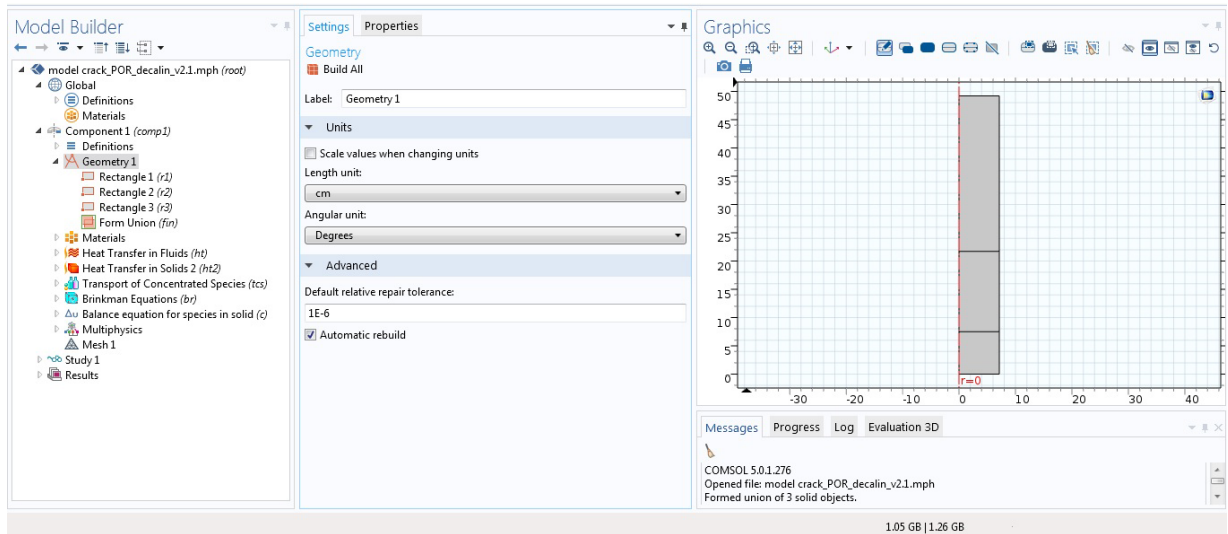 Model Builder
model crack_POR_decalin_v2.1.mph (root)
Global
Definitions
Materials
Component 1 (comp1)
Definitions
Geometry 1
Rectangle 1 (r1)
Rectangle 2 (r2)
Rectangle 3 (r3)
Form Union (fin)
Materials
Heat Transfer in Fluids (ht)
Heat Transfer in Solids 2 (ht2)
Transport of Concentrated Species (tcs)
Brinkman Equations (br)
Δu Balance equation for species in solid (c)
Multiphysics
Mesh 1
Study 1
Results
Settings Properties
Geometry
Build All
Label: Geometry 1
Units
Scale values when changing units
Length unit:
cm
Angular unit:
Degrees
Advanced
Default relative repair tolerance:
1E-6
Automatic rebuild
Graphics
50
45
40
35
30
25
20
15
10
5
0
r=0
-30 -20 -10 0 10 20 30 40
Messages Progress Log Evaluation 3D
COMSOL 5.0.1.276
Opened file: model crack_POR_decalin_v2.1.mph
Formed union of 3 solid objects.
1.05 GB | 1.26 GB